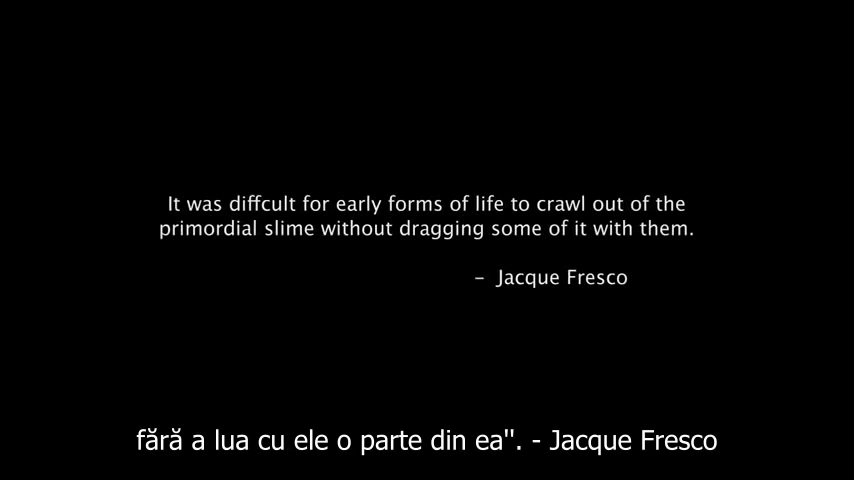 It was diffcult for early forms of life to crawl out of the
primordial slime without dragging some of it with them.
– Jacque Fresco
fără a lua cu ele o parte din ea". - Jacque Fresco